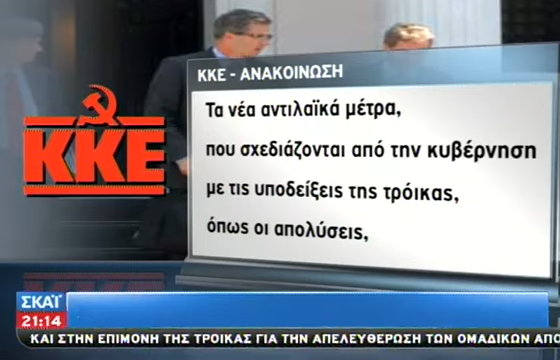 ΚΚΕ - ΑΝΑΚΟΙΝΩΣΗ
Τα νέα αντιλαϊκά μέτρα,
που σχεδιάζονται από την κυβέρνηση
με τις υποδείξεις της τρόικας,
όπως οι απολύσεις,
ΚΚΕ
ΣΚΑΪ
21:14
ΚΑΙ ΣΤΗΝ ΕΠΙΜΟΝΗ ΤΗΣ ΤΡΟΙΚΑΣ ΓΙΑ ΤΗΝ ΑΠΕΛΕΥΘΕΡΩΣΗ ΤΩΝ ΟΜΑΔΙΚΩΝ ΑΠ